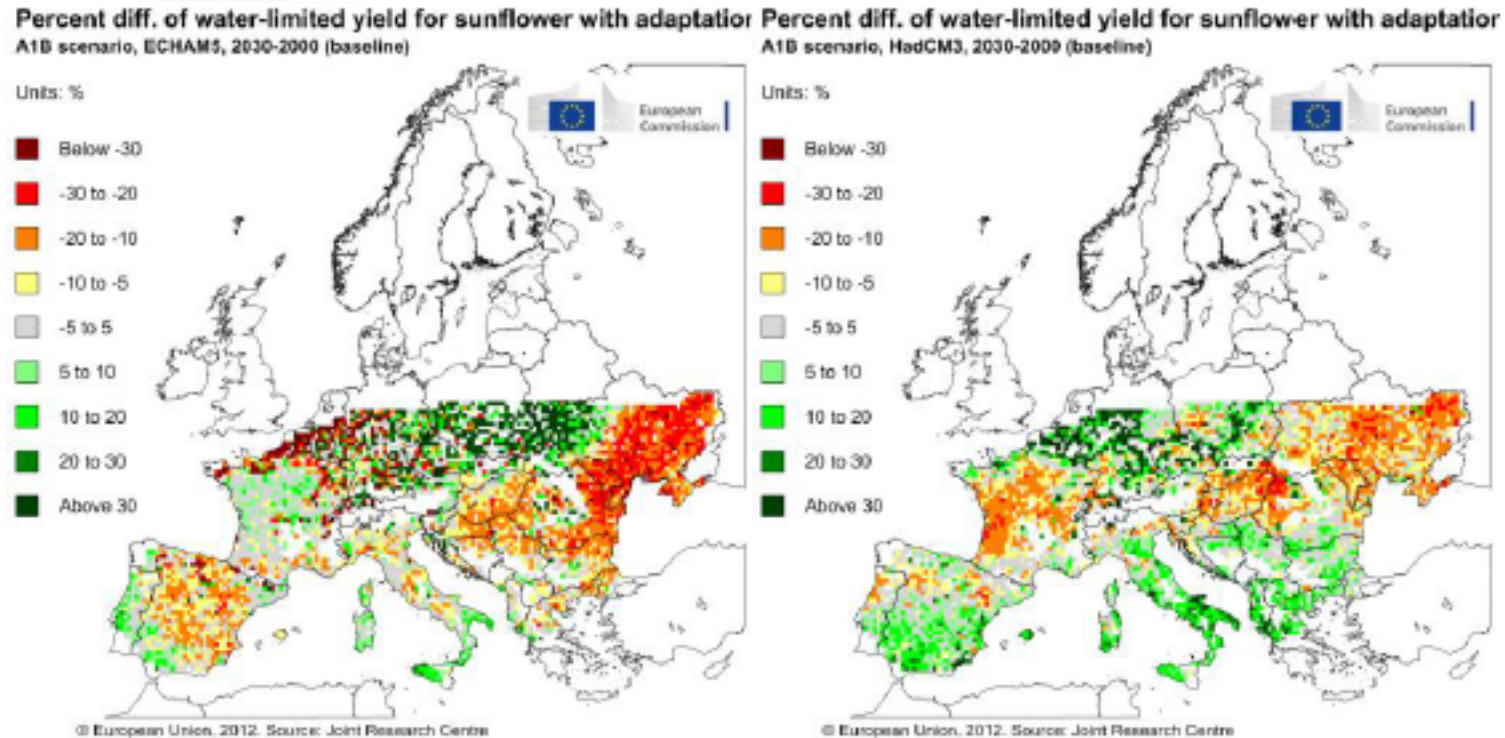 Percent diff. of water-limited yield for sunflower with adaptation
A1B scenario, ECHAM5, 2030-2000 (baseline)
Units: %
European
Commission
Below -30
-30 to -20
-20 to -10
-10 to -5
-5 to 5
5 to 10
10 to 20
20 to 30
Above 30
© European Union, 2012. Source: Joint Research Centre
Percent diff. of water-limited yield for sunflower with adaptation
A1B scenario, HadCM3, 2030-2000 (baseline)
Units: %
European
Commission
Below -30
-30 to -20
-20 to -10
-10 to -5
-5 to 5
5 to 10
10 to 20
20 to 30
Above 30
© European Union, 2012. Source: Joint Research Centre